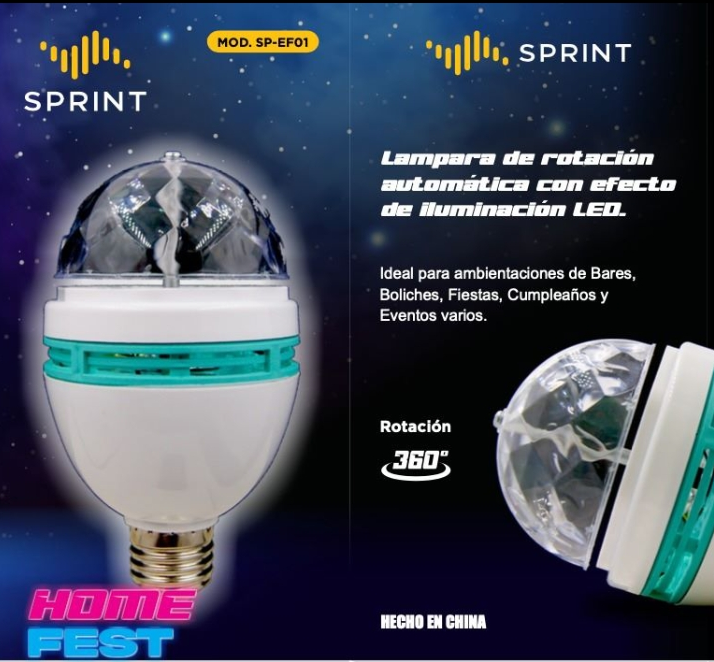 SPRINT
MOD. SP-EF01
HOME
FEST
SPRINT
Lampara de rotación
automática con efecto
de iluminación LED.
Ideal para ambientaciones de Bares,
Boliches, Fiestas, Cumpleaños y
Eventos varios.
Rotación
360°
HECHO EN CHINA